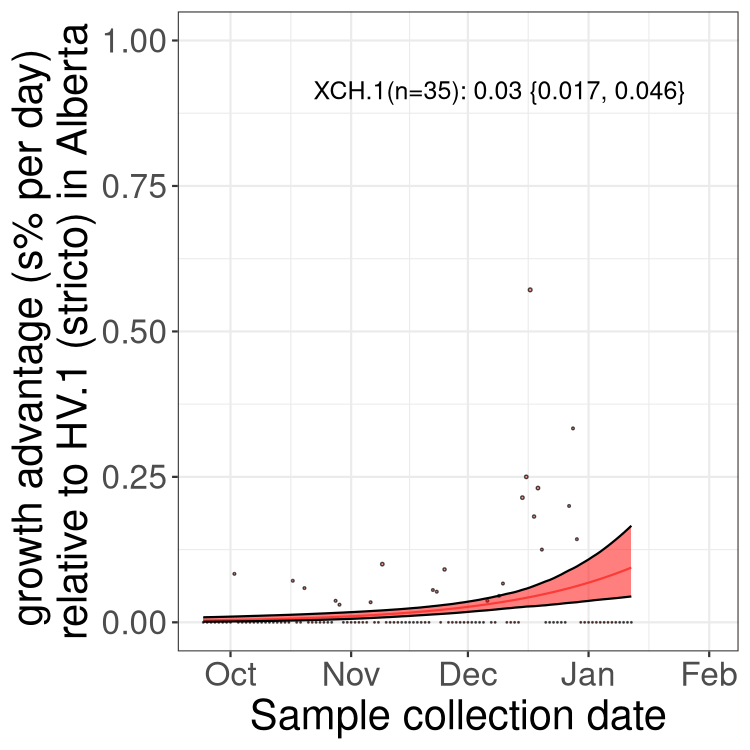 growth advantage (s% per day)
relative to HV.1 (stricto) in Alberta
1.00
0.75
0.50
0.25
0.00
XCH.1(n=35): 0.03 {0.017, 0.046}
Oct Nov Dec Jan Feb
Sample collection date